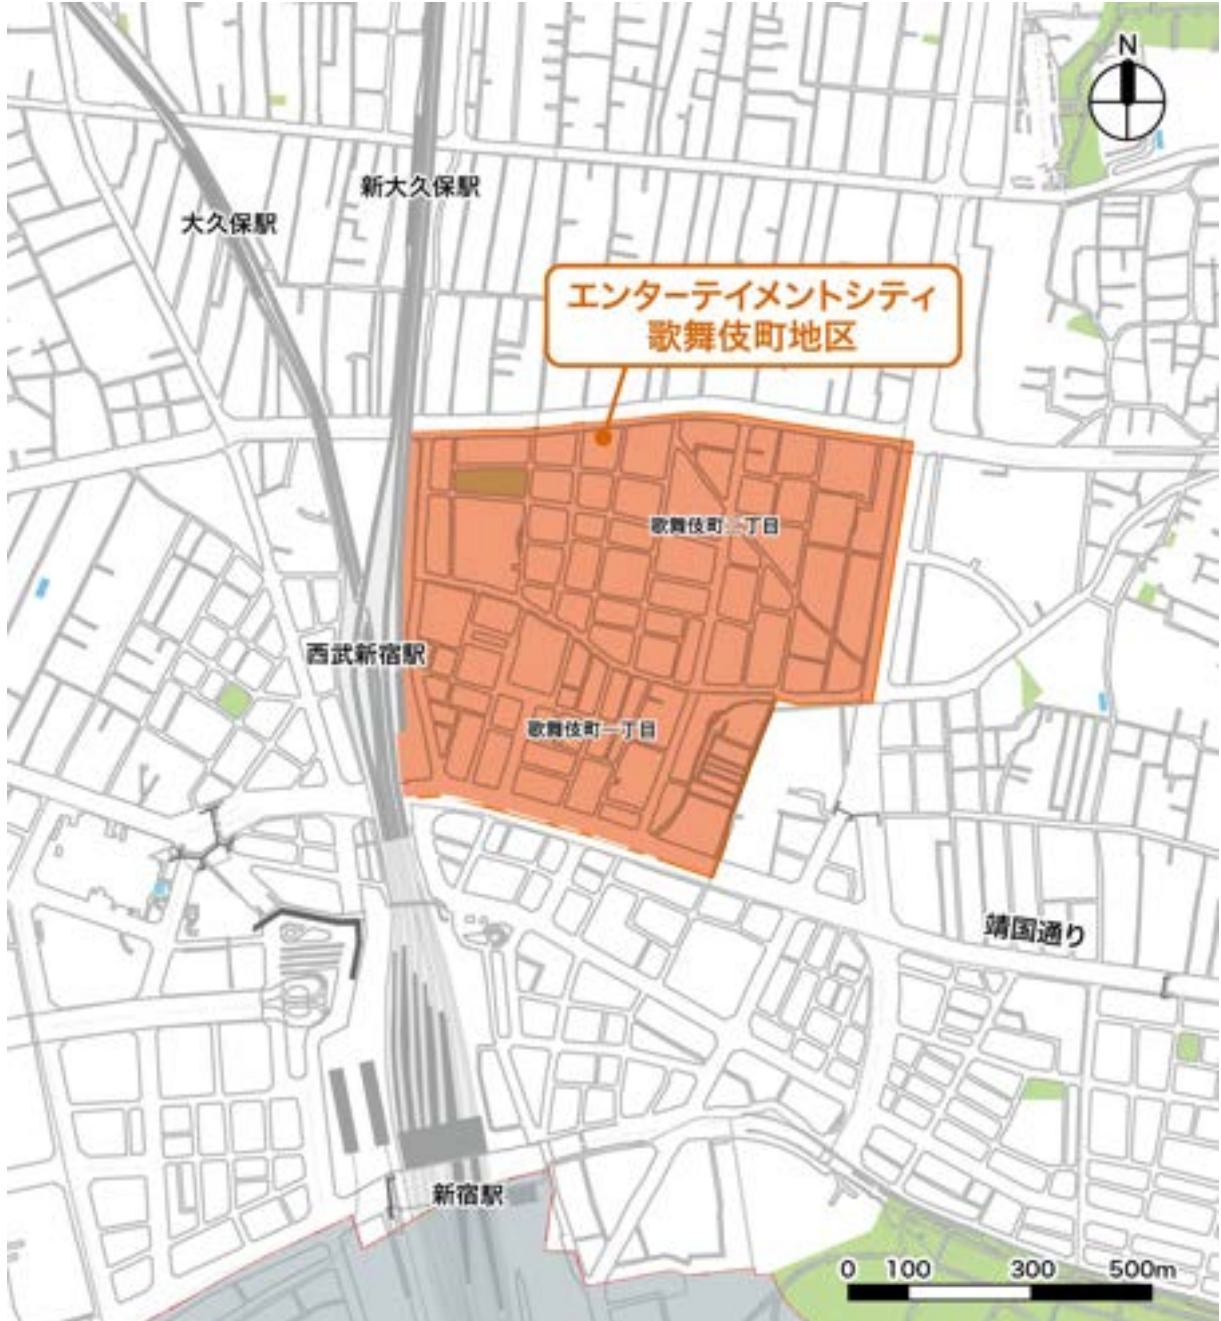 N
新大久保駅
大久保駅
エンターテイメントシティ
歌舞伎町地区
歌舞伎町二丁目
西武新宿駅
歌舞伎町一丁目
靖国通り
新宿駅
0 100 300 500m